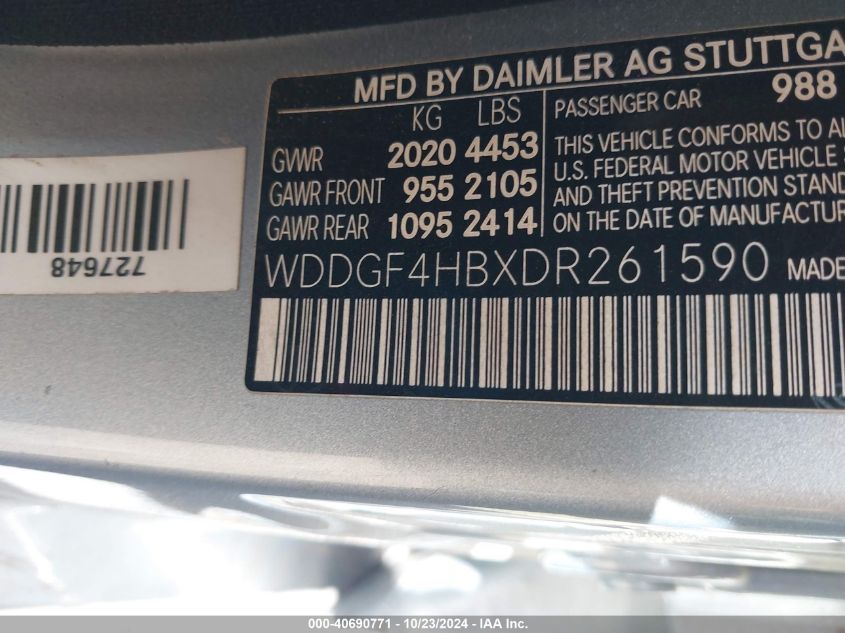 MFD BY DAIMLER AG STUTTGA
KG LBS
GVWR 2020 4453
GAWR FRONT 955 2105
GAWR REAR 1095 2414
PASSENGER CAR 988
THIS VEHICLE CONFORMS TO AL
U.S. FEDERAL MOTOR VEHICLE S
AND THEFT PREVENTION STAND
ON THE DATE OF MANUFACTUR
WDDGF4HBXDR261590 MADE
727648
000-40690771 - 10/23/2024 - IAA Inc.